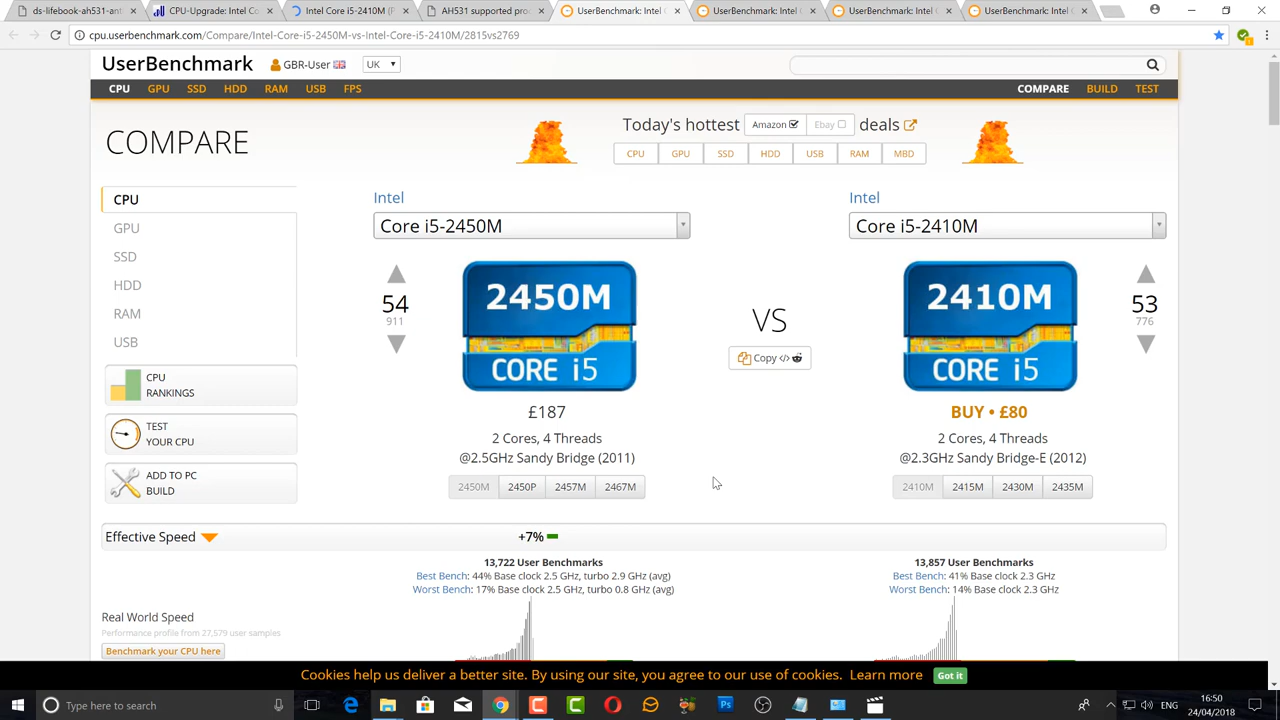 ds-lifebook-ah531-ant
CPU-Upgrade: Intel Co
Intel Core i5-2410M (F
AH531 supported pro
UserBenchmark: Intel C
UserBenchmark: Intel C
UserBenchmark: Intel C
UserBenchmark: Intel C
cpu.userbenchmark.com/Compare/Intel-Core-i5-2450M-vs-Intel-Core-i5-2410M/2815vs2769
UserBenchmark GBR-User UK
CPU GPU SSD HDD RAM USB FPS COMPARE BUILD TEST
COMPARE
Today's hottest Amazon Ebay deals
CPU GPU SSD HDD USB RAM MBD
CPU
GPU
SSD
HDD
RAM
USB
CPU
RANKINGS
TEST
YOUR CPU
ADD TO PC
BUILD
Intel
Core i5-2450M
54
911
2450M
CORE i5
£187
2 Cores, 4 Threads
@2.5GHz Sandy Bridge (2011)
2450M 2450P 2457M 2467M
VS
Copy </>
Intel
Core i5-2410M
53
776
2410M
CORE i5
BUY • £80
2 Cores, 4 Threads
@2.3GHz Sandy Bridge-E (2012)
2410M 2415M 2430M 2435M
Effective Speed +7%
13,722 User Benchmarks
Best Bench: 44% Base clock 2.5 GHz, turbo 2.9 GHz (avg)
Worst Bench: 17% Base clock 2.5 GHz, turbo 0.8 GHz (avg)
13,857 User Benchmarks
Best Bench: 41% Base clock 2.3 GHz
Worst Bench: 14% Base clock 2.3 GHz
Real World Speed
Performance profile from 27,579 user samples
Benchmark your CPU here
Cookies help us deliver a better site. By using our site, you agree to our use of cookies. Learn more Got it
Type here to search
16:50
24/04/2018